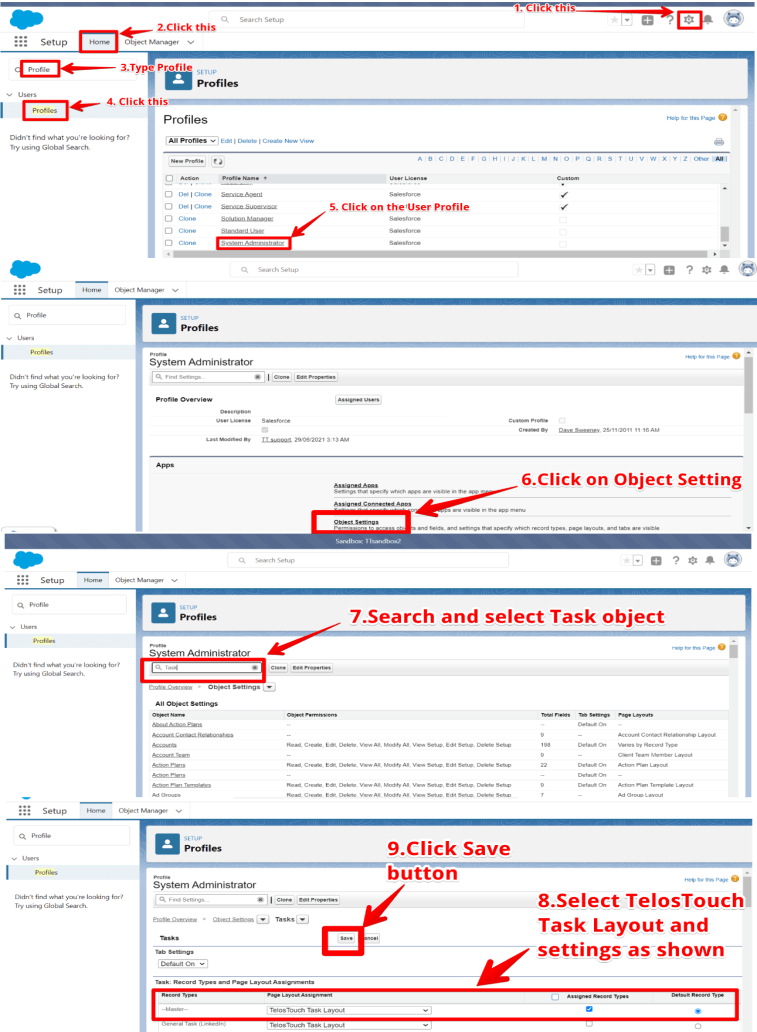 1. Click this
Search Setup
2.Click this
Setup Home Object Manager
Profile
3.Type Profile
SETUP
Profiles
Users
4. Click this
Profiles
Profiles
Help for this Page
Didn't find what you're looking for?
Try using Global Search.
All Profiles Edit | Delete | Create New View
New Profile
A | B | C | D | E | F | G | H | I | J | K | L | M | N | O | P | Q | R | S | T | U | V | W | X | Y | Z | Other | All
Action Profile Name User License Custom
Del | Clone Service Agent Salesforce
Del | Clone Service Supervisor Salesforce
5. Click on the User Profile
Clone Solution Manager Salesforce
Clone Standard User Salesforce
Clone System Administrator Salesforce
Search Setup
Setup Home Object Manager
Profile
SETUP
Profiles
Users
Profiles
Didn't find what you're looking for?
Try using Global Search.
Profile
System Administrator
Help for this Page
Find Settings... | Clone Edit Properties
Profile Overview Assigned Users
Description
User License Salesforce Custom Profile
Created By Dave Sweeney, 25/11/2011 11:16 AM
Last Modified By TT support, 29/08/2021 3:13 AM
Apps
6.Click on Object Setting
Assigned Apps
Settings that specify which apps are visible in the app menu
Assigned Connected Apps
Settings that specify which connected apps are visible in the app menu
Object Settings
Permissions to access objects and fields, and settings that specify which record types, page layouts, and tabs are visible
Sandbox: TTsandbox2
Search Setup
Setup Home Object Manager
Profile
SETUP
Profiles
7.Search and select Task object
Users
Profiles
Didn't find what you're looking for?
Try using Global Search.
Profile
System Administrator
Help for this Page
Task Clone Edit Properties
Profile Overview Object Settings
All Object Settings
Object Name Object Permissions Total Fields Tab Settings Page Layouts
About Action Plans -- -- Default On --
Account Contact Relationships -- 9 -- Account Contact Relationship Layout
Accounts Read, Create, Edit, Delete, View All, Modify All, View Setup, Edit Setup, Delete Setup 198 Default On Varies by Record Type
Account Team -- 9 -- Client Team Member Layout
Action Plans Read, Create, Edit, Delete, View All, Modify All, View Setup, Edit Setup, Delete Setup 22 Default On Action Plan Layout
Action Plans -- -- Default On --
Action Plan Templates Read, Create, Edit, Delete, View All, Modify All, View Setup, Edit Setup, Delete Setup 9 Default On Action Plan Template Layout
Ad Groups Read, Create, Edit, Delete, View All, Modify All, View Setup, Edit Setup, Delete Setup 7 Default On Ad Group Layout
Setup Home Object Manager
Profile
SETUP
Profiles
9.Click Save
button
Users
Profiles
Didn't find what you're looking for?
Try using Global Search.
Profile
System Administrator
Help for this Page
Find Settings... | Clone Edit Properties
8.Select TelosTouch
Task Layout and
settings as shown
Profile Overview Object Settings Tasks
Tasks Save Cancel
Tab Settings
Default On
Task: Record Types and Page Layout Assignments
Record Types Page Layout Assignment Assigned Record Types Default Record Type
--Master-- TelosTouch Task Layout
General Task (LinkedIn) TelosTouch Task Layout